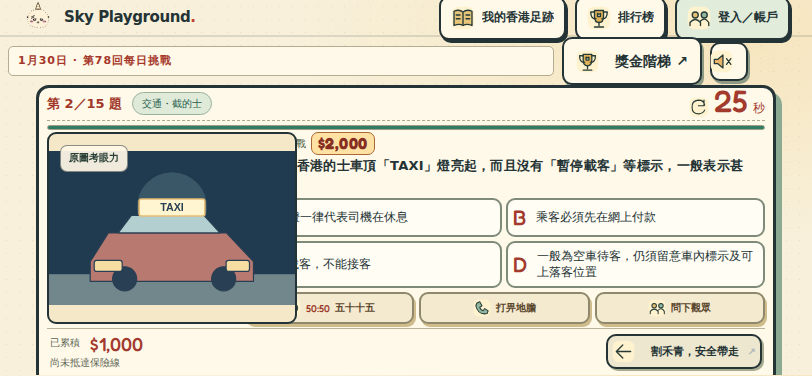 Sky Playground.
我的香港足跡
排行榜
登入／帳戶
1月30日 · 第78回每日挑戰
獎金階梯 ↗
第 2／15 題
交通·截的士
25 秒
原圖考眼力
TAXI
戰 $2,000
香港的士車頂「TAXI」燈亮起，而且沒有「暫停載客」等標示，一般表示甚
一律代表司機在休息
B 乘客必須先在網上付款
客，不能接客
D 一般為空車待客，仍須留意車內標示及可
上落客位置
50:50 五十十五
打畀地膽
問下觀眾
已累積 $1,000
尚未抵達保險線
割禾青，安全帶走 ↗